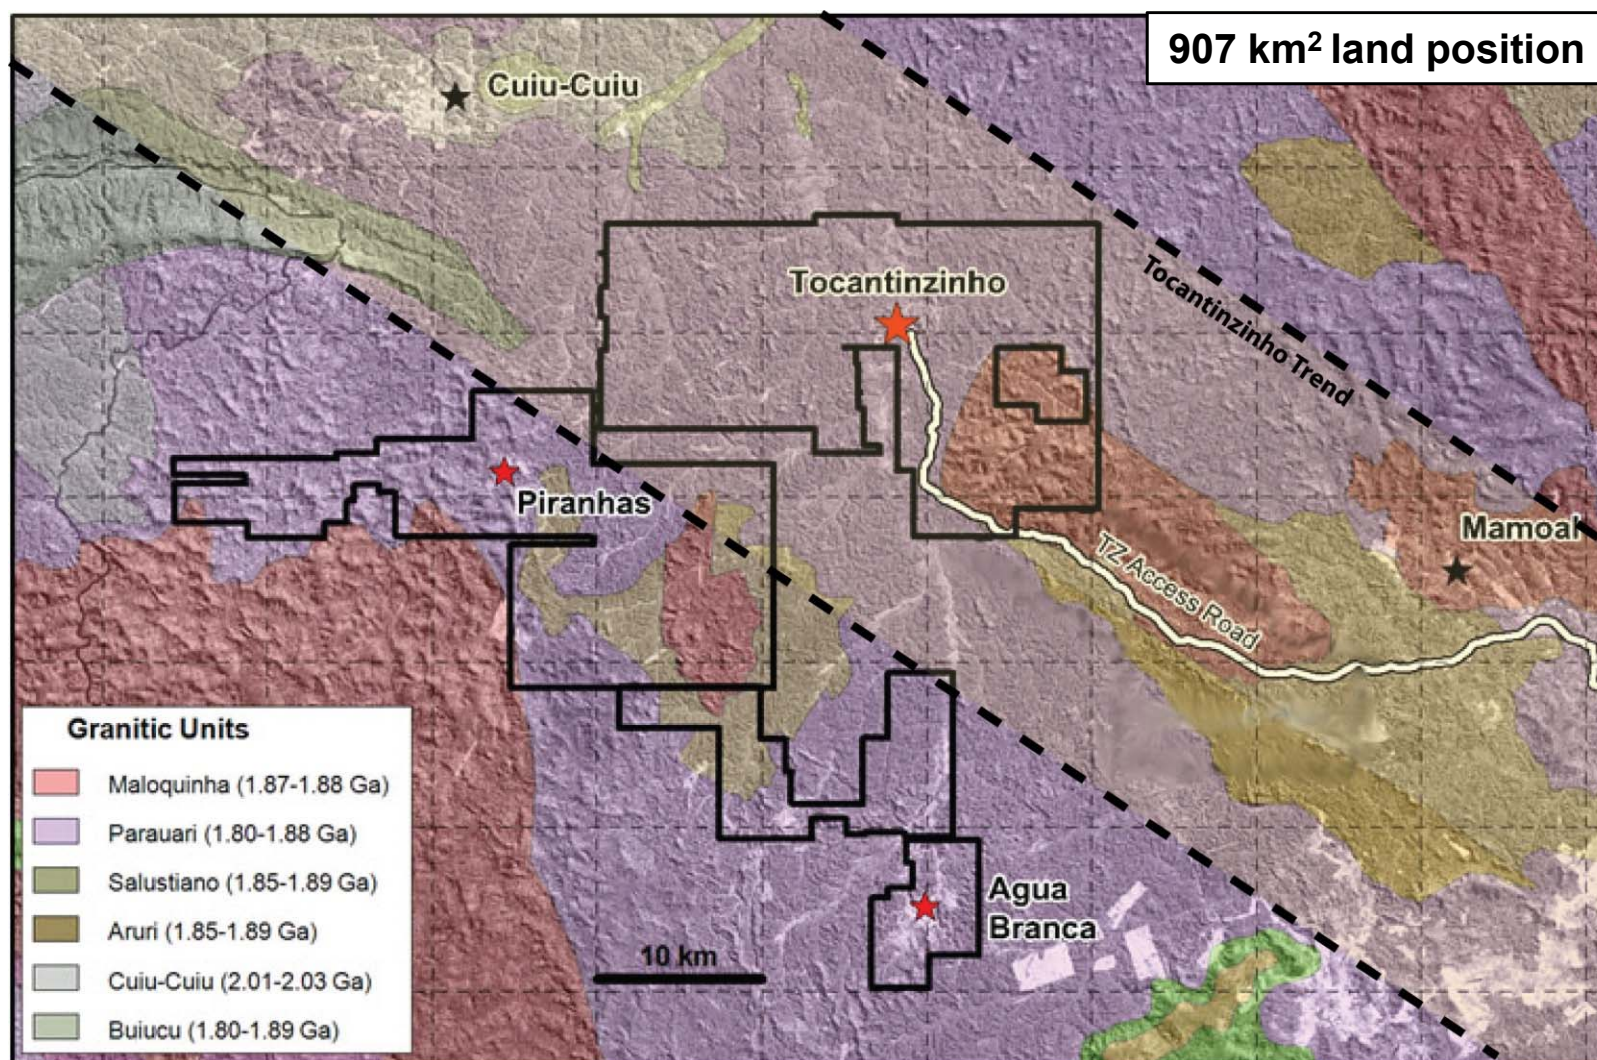 907 km² land position
Cuiu-Cuiu
Tocantinzinho
Tocantinzinho Trend
Piranhas
Mamoal
TZ Access Road
Agua
Branca
10 km
Granitic Units
Maloquinha (1.87-1.88 Ga)
Parauari (1.80-1.88 Ga)
Salustiano (1.85-1.89 Ga)
Aruri (1.85-1.89 Ga)
Cuiu-Cuiu (2.01-2.03 Ga)
Buiucu (1.80-1.89 Ga)